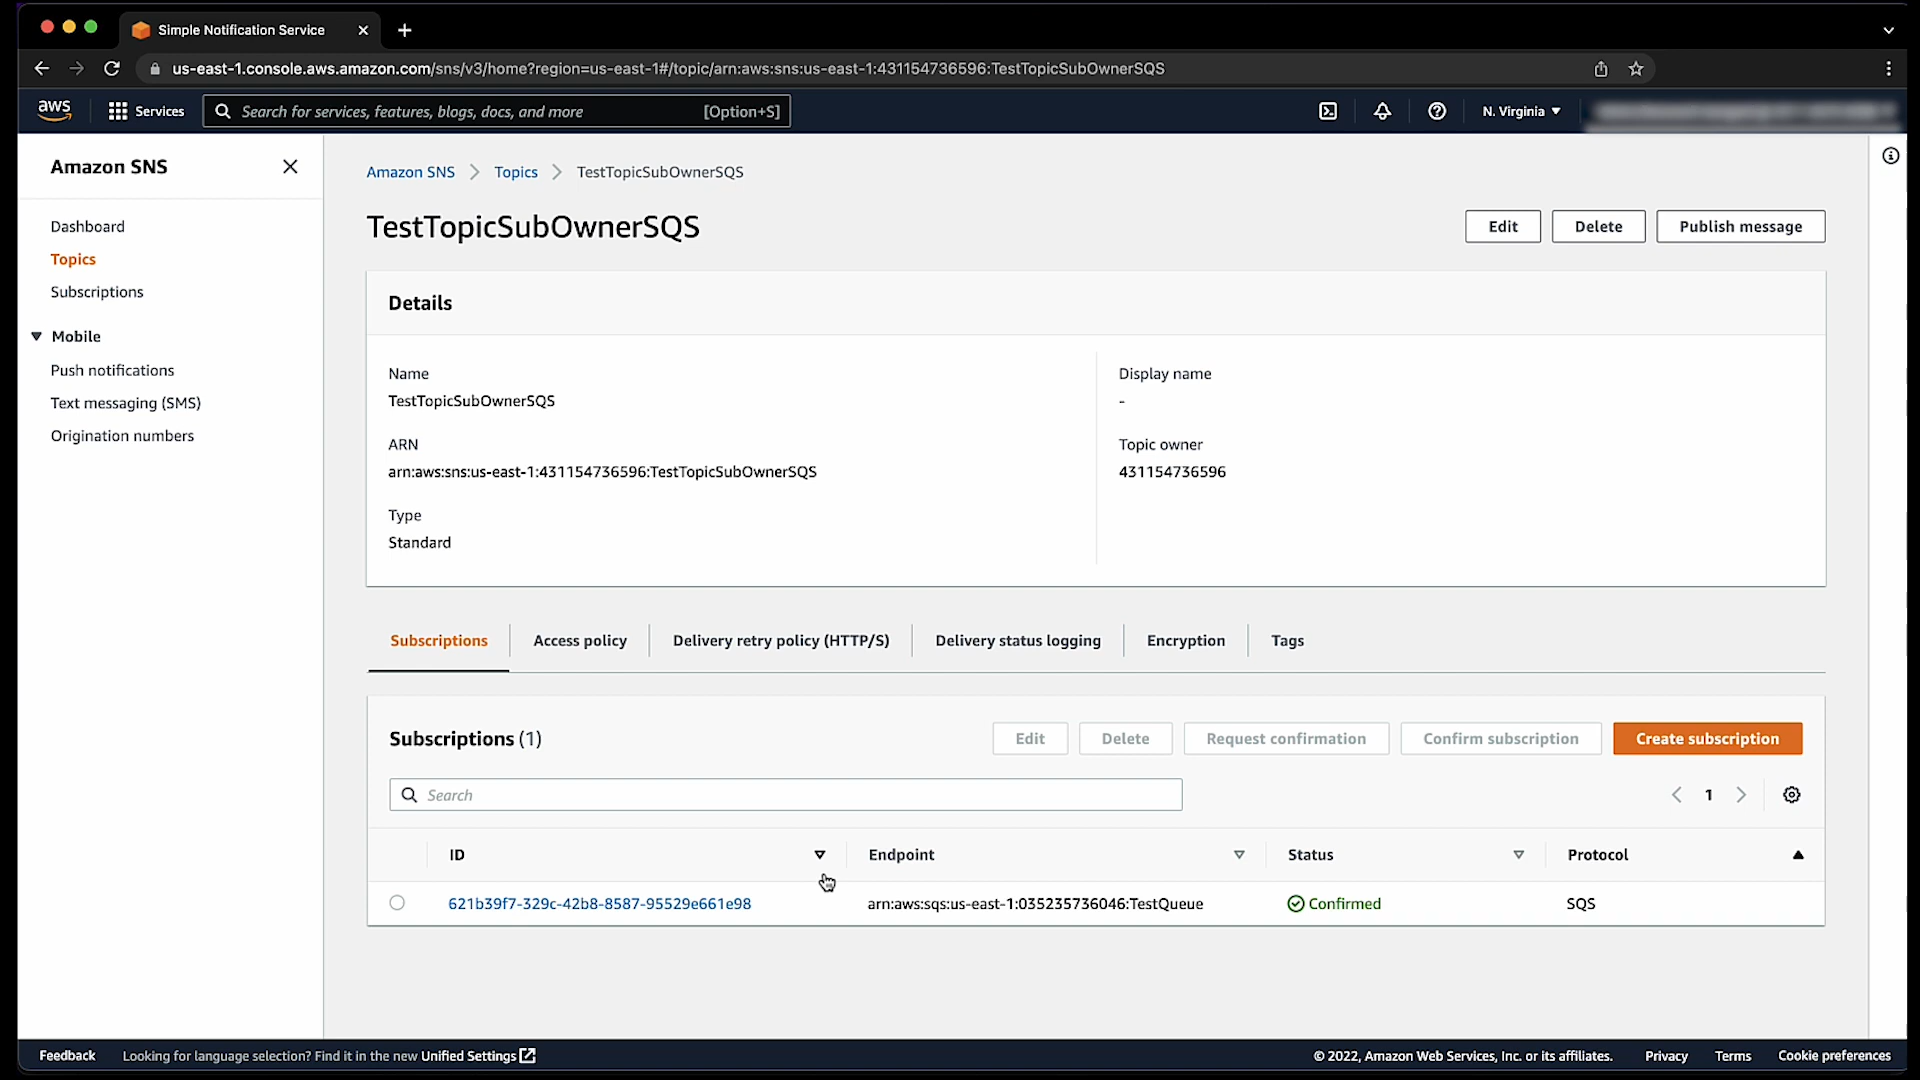 Simple Notification Service
us-east-1.console.aws.amazon.com/sns/v3/home?region=us-east-1#/topic/arn:aws:sns:us-east-1:431154736596:TestTopicSubOwnerSQS
aws
Services
Search for services, features, blogs, docs, and more [Option+S]
N. Virginia
Amazon SNS
Dashboard
Topics
Subscriptions
Mobile
Push notifications
Text messaging (SMS)
Origination numbers
Amazon SNS Topics TestTopicSubOwnerSQS
TestTopicSubOwnerSQS
Edit Delete Publish message
Details
Name
TestTopicSubOwnerSQS
ARN
arn:aws:sns:us-east-1:431154736596:TestTopicSubOwnerSQS
Type
Standard
Display name
-
Topic owner
431154736596
Subscriptions Access policy Delivery retry policy (HTTP/S) Delivery status logging Encryption Tags
Subscriptions (1)
Edit Delete Request confirmation Confirm subscription Create subscription
Search
1
ID Endpoint Status Protocol
621b39f7-329c-42b8-8587-95529e661e98 arn:aws:sqs:us-east-1:035235736046:TestQueue Confirmed SQS
Feedback Looking for language selection? Find it in the new Unified Settings
© 2022, Amazon Web Services, Inc. or its affiliates. Privacy Terms Cookie preferences